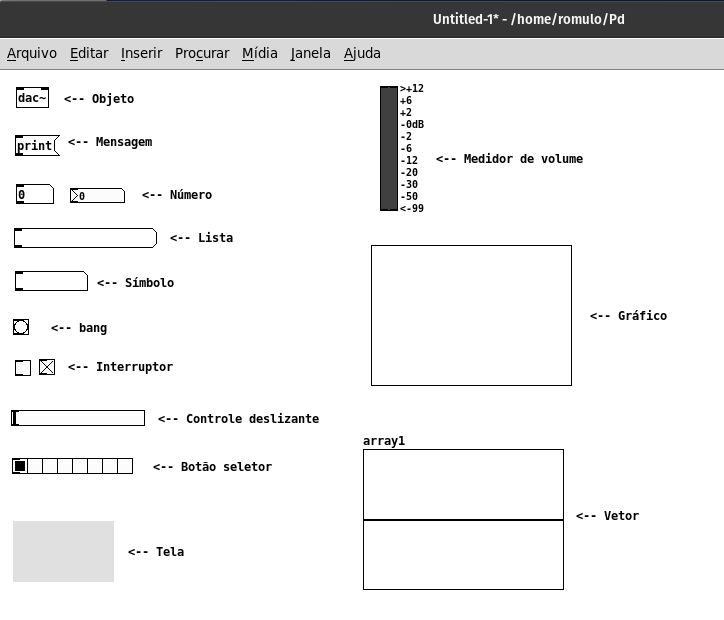 Untitled-1* - /home/romulo/Pd
Arquivo Editar Inserir Procurar Mídia Janela Ajuda
dac~ <-- Objeto
print <-- Mensagem
0 0 <-- Número
<-- Lista
<-- Símbolo
<-- bang
<-- Interruptor
<-- Controle deslizante
<-- Botão seletor
<-- Tela
>+12
+6
+2
-0dB
-2
-6
-12
-20
-30
-50
<-99
<-- Medidor de volume
<-- Gráfico
array1
<-- Vetor